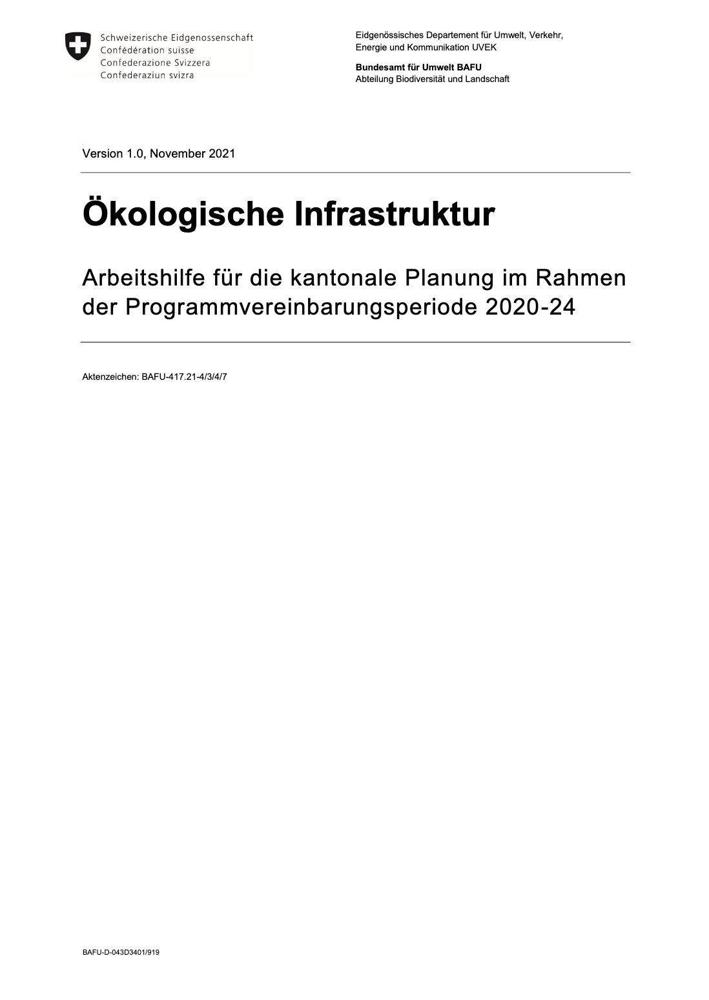 Schweizerische Eidgenossenschaft
Confédération suisse
Confederazione Svizzera
Confederaziun svizra
Eidgenössisches Departement für Umwelt, Verkehr,
Energie und Kommunikation UVEK
Bundesamt für Umwelt BAFU
Abteilung Biodiversität und Landschaft
Version 1.0, November 2021
Ökologische Infrastruktur
Arbeitshilfe für die kantonale Planung im Rahmen
der Programmvereinbarungsperiode 2020-24
Aktenzeichen: BAFU-417.21-4/3/4/7
BAFU-D-043D3401/919